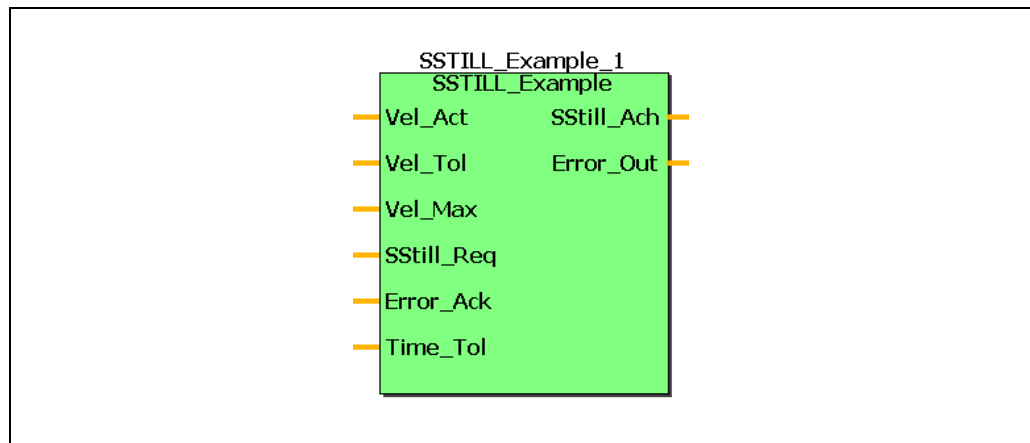 SSTILL_Example_1
SSTILL_Example
Vel_Act SStill_Ach
Vel_Tol Error_Out
Vel_Max
SStill_Req
Error_Ack
Time_Tol